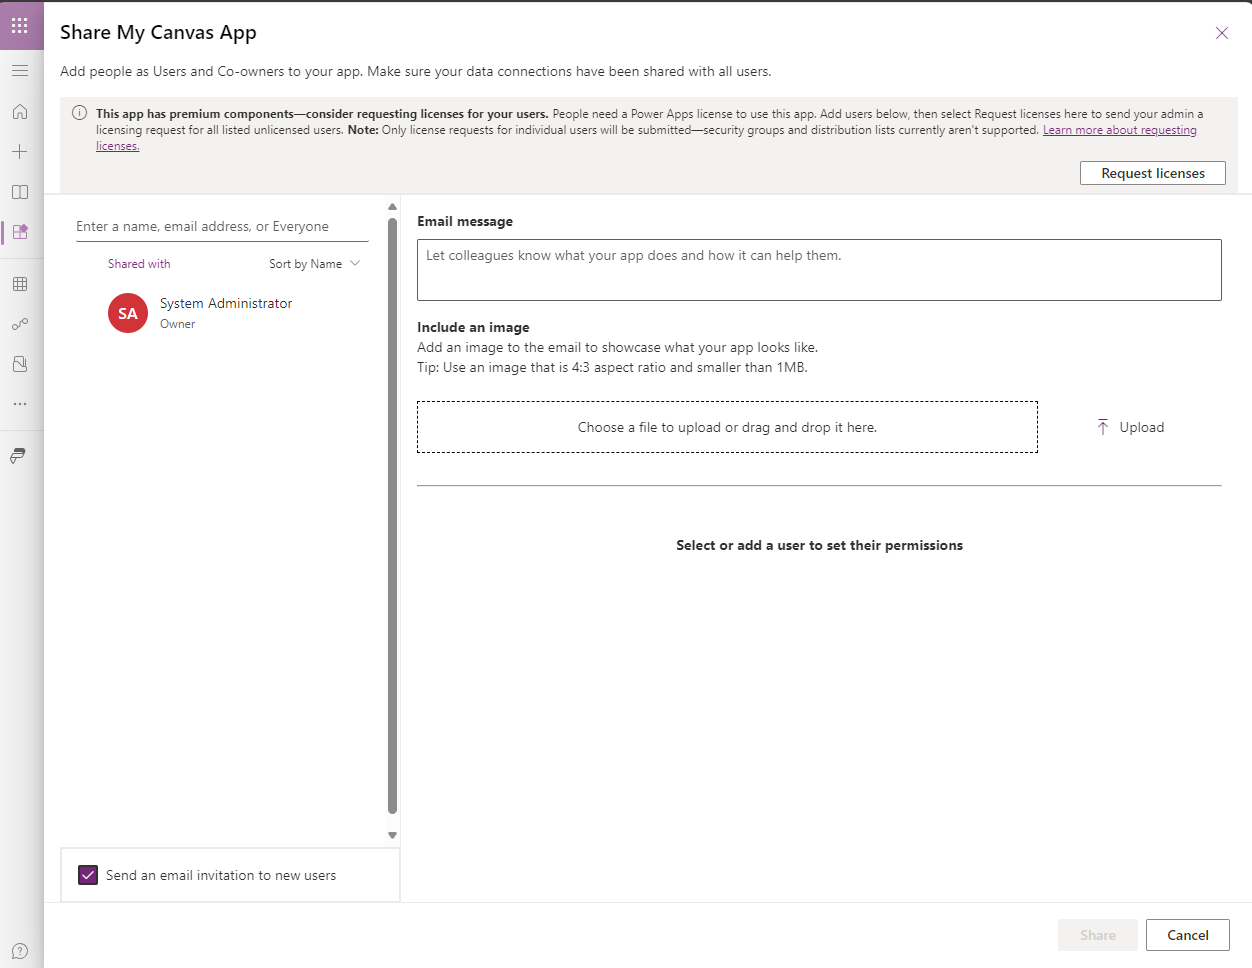 Share My Canvas App
Add people as Users and Co-owners to your app. Make sure your data connections have been shared with all users.
This app has premium components—consider requesting licenses for your users. People need a Power Apps license to use this app. Add users below, then select Request licenses here to send your admin a
licensing request for all listed unlicensed users. Note: Only license requests for individual users will be submitted—security groups and distribution lists currently aren't supported. Learn more about requesting
licenses.
Request licenses
Enter a name, email address, or Everyone
Shared with
Sort by Name
SA
System Administrator
Owner
Send an email invitation to new users
Email message
Let colleagues know what your app does and how it can help them.
Include an image
Add an image to the email to showcase what your app looks like.
Tip: Use an image that is 4:3 aspect ratio and smaller than 1MB.
Choose a file to upload or drag and drop it here.
Upload
Select or add a user to set their permissions
Share
Cancel